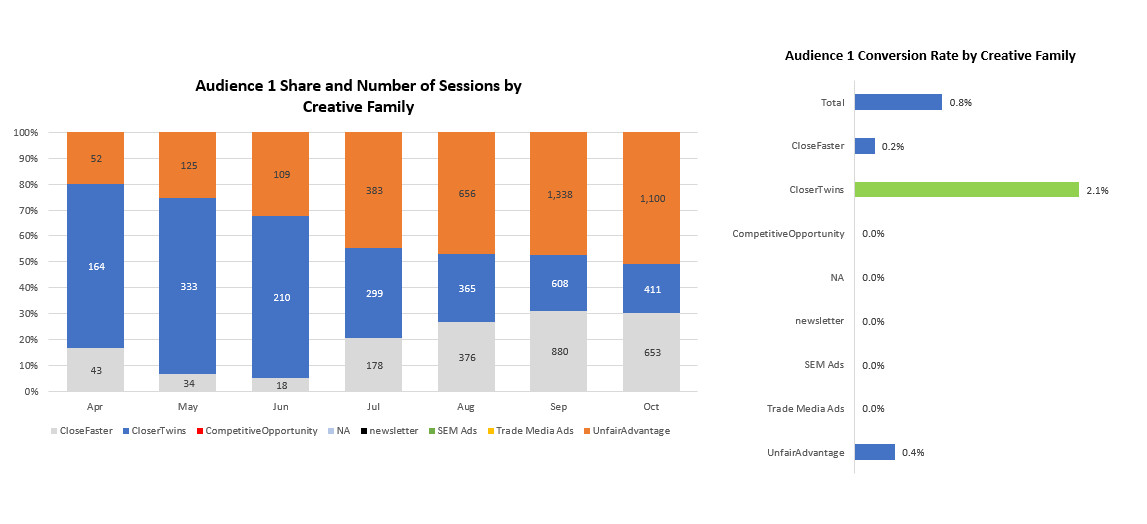 Audience 1 Share and Number of Sessions by
Creative Family
100%
90%
80%
70%
60%
50%
40%
30%
20%
10%
0%
52
125
109
383
656
1,338
1,100
164
333
210
299
365
608
411
43
34
18
178
376
880
653
Apr
May
Jun
Jul
Aug
Sep
Oct
CloseFaster
CloserTwins
CompetitiveOpportunity
NA
newsletter
SEM Ads
Trade Media Ads
UnfairAdvantage
Audience 1 Conversion Rate by Creative Family
Total 0.8%
CloseFaster 0.2%
CloserTwins 2.1%
CompetitiveOpportunity 0.0%
NA 0.0%
newsletter 0.0%
SEM Ads 0.0%
Trade Media Ads 0.0%
UnfairAdvantage 0.4%